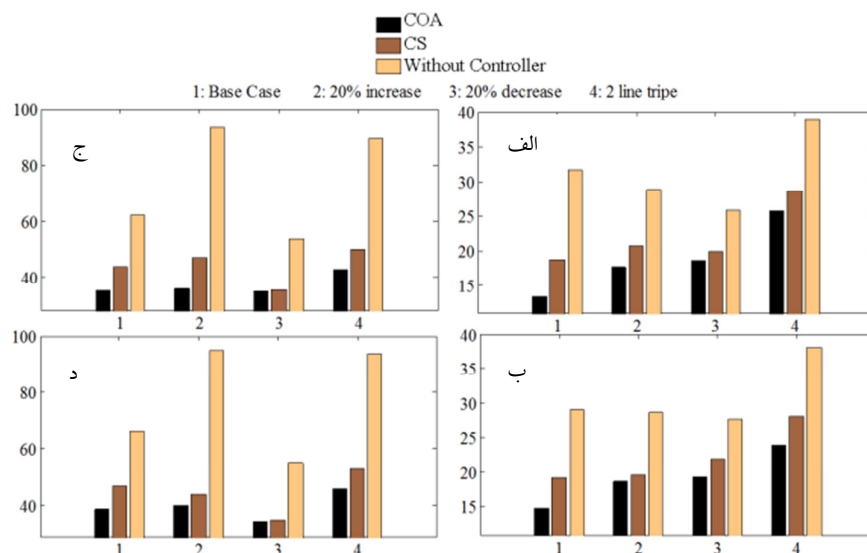 COA
CS
Without Controller
1: Base Case 2: 20% increase 3: 20% decrease 4: 2 line tripe
ج
100
80
60
40
1 2 3 4
الف
40
35
30
25
20
15
1 2 3 4
د
100
80
60
40
1 2 3 4
ب
40
35
30
25
20
15
1 2 3 4